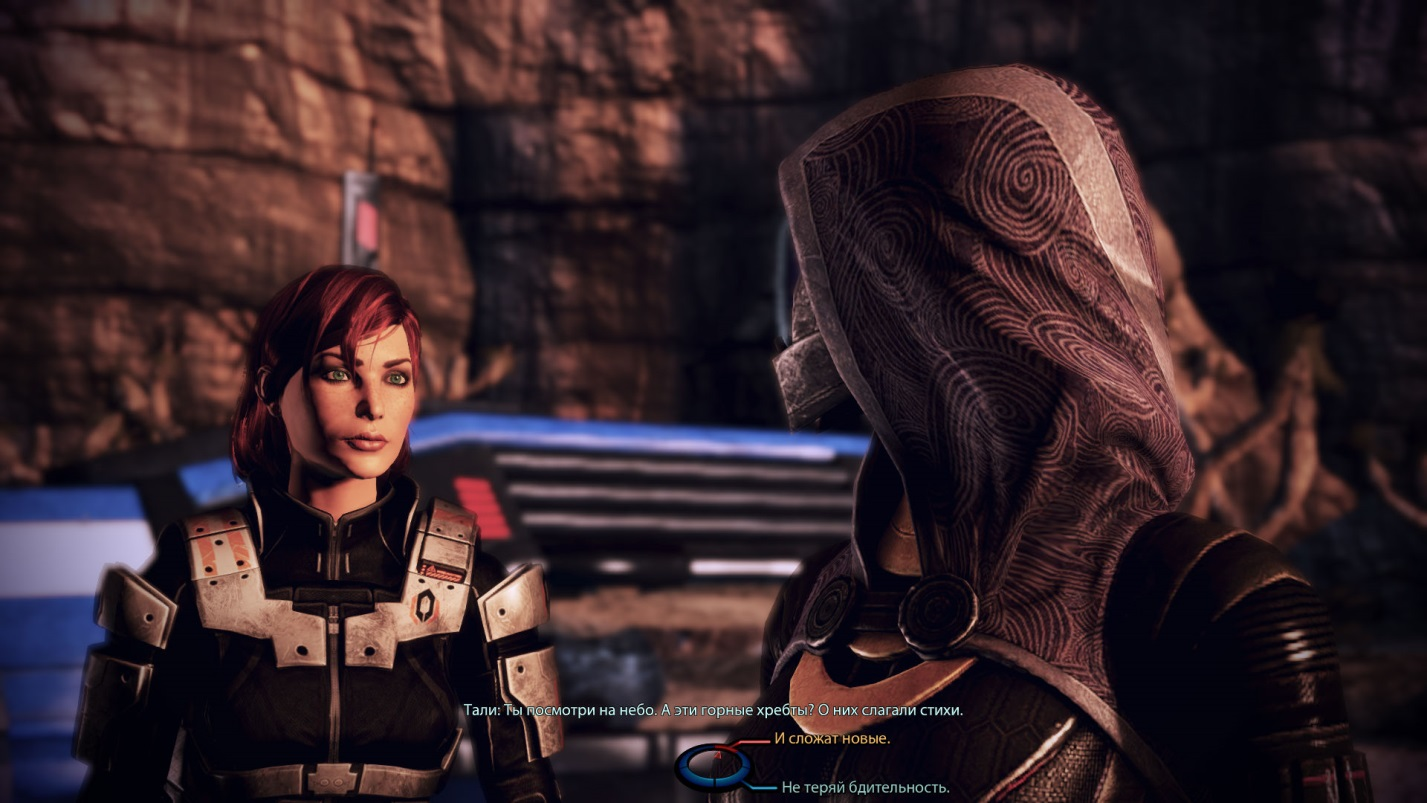 Тали: Ты посмотри на небо. А эти горные хребты? О них слагали стихи.
И сложат новые.
Не теряй бдительность.